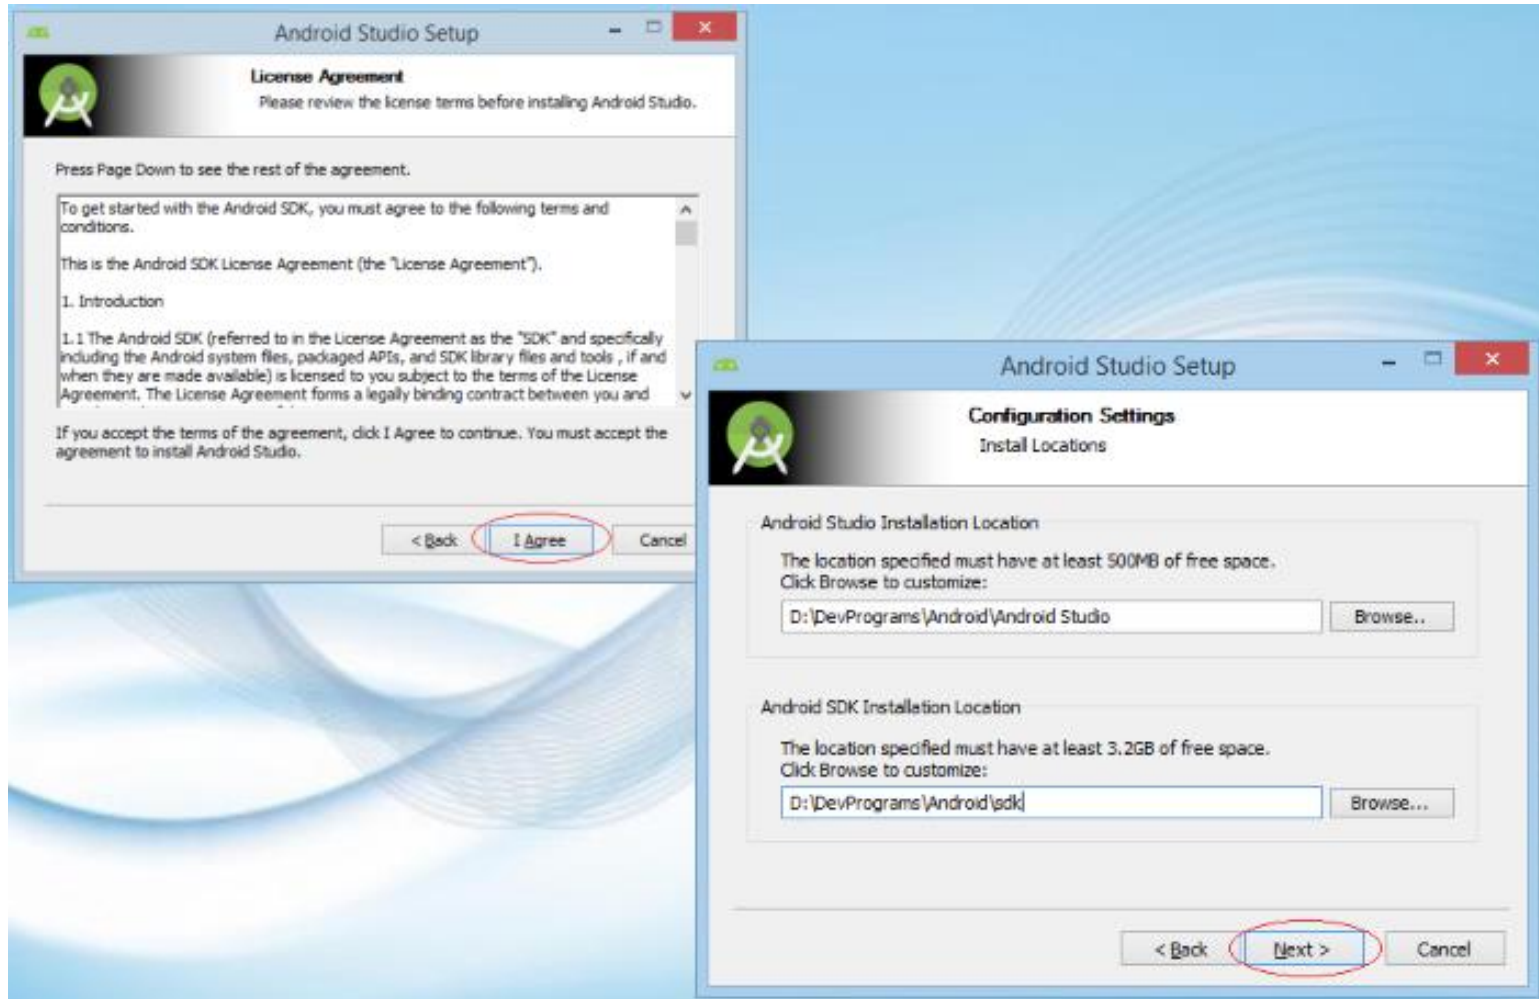 Android Studio Setup
License Agreement
Please review the license terms before installing Android Studio.
Press Page Down to see the rest of the agreement.
To get started with the Android SDK, you must agree to the following terms and
conditions.
This is the Android SDK License Agreement (the "License Agreement").
1. Introduction
1.1 The Android SDK (referred to in the License Agreement as the "SDK" and specifically
including the Android system files, packaged APIs, and SDK library files and tools , if and
when they are made available) is licensed to you subject to the terms of the License
Agreement. The License Agreement forms a legally binding contract between you and
If you accept the terms of the agreement, click I Agree to continue. You must accept the
agreement to install Android Studio.
< Back
I Agree
Cancel
Android Studio Setup
Configuration Settings
Install Locations
Android Studio Installation Location
The location specified must have at least 500MB of free space.
Click Browse to customize:
D:\DevPrograms\Android\Android Studio
Browse..
Android SDK Installation Location
The location specified must have at least 3.2GB of free space.
Click Browse to customize:
D:\DevPrograms\Android\sdk
Browse...
< Back
Next >
Cancel